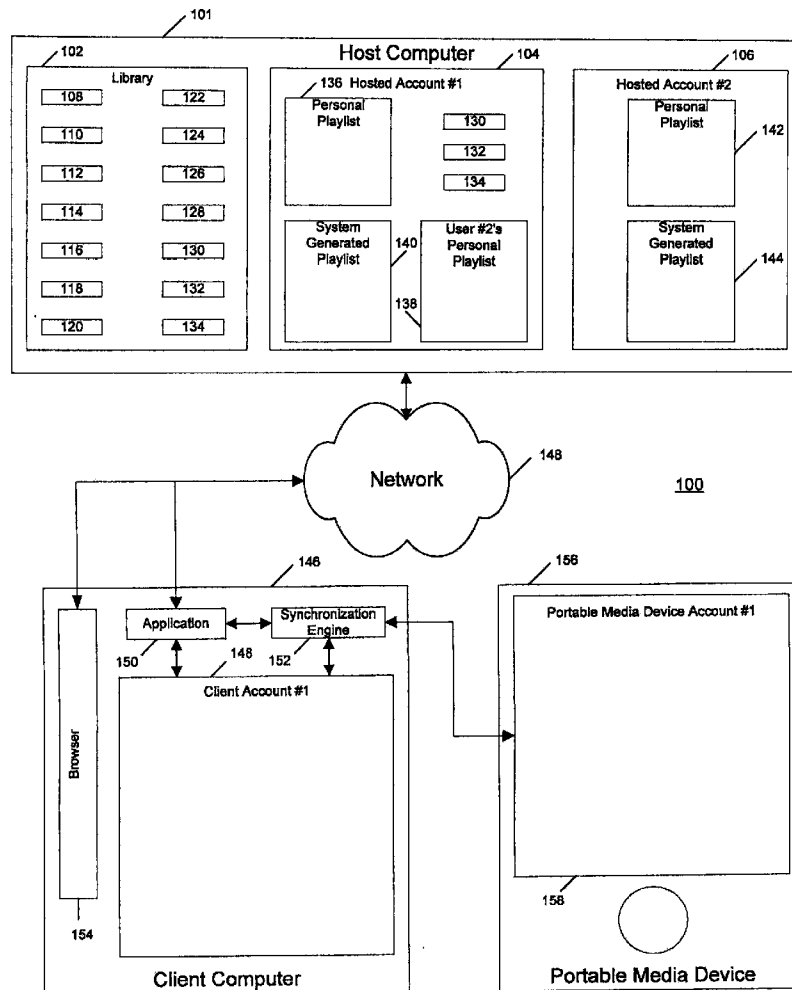 101
Host Computer
102
104
106
Library
136
Hosted Account #1
Hosted Account #2
108
122
Personal
Playlist
130
Personal
Playlist
110
124
132
142
112
126
134
114
128
116
130
System
Generated
Playlist
140
User #2's
Personal
Playlist
System
Generated
Playlist
144
118
132
138
120
134
Network
148
100
146
156
Application
Synchronization
Engine
Portable Media Device Account #1
150
148
152
Client Account #1
Browser
154
158
Client Computer
Portable Media Device